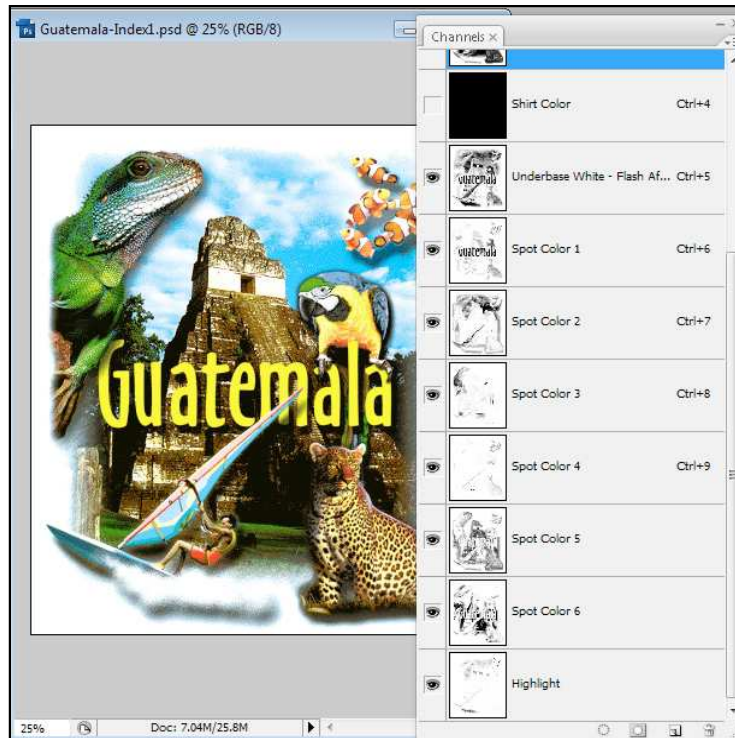 Guatemala-Index1.psd @ 25% (RGB/8)
Channels ×
Shirt Color Ctrl+4
Underbase White - Flash Af... Ctrl+5
Spot Color 1 Ctrl+6
Spot Color 2 Ctrl+7
Spot Color 3 Ctrl+8
Spot Color 4 Ctrl+9
Spot Color 5
Spot Color 6
Highlight
Guatemala
25% Doc: 7.04M/25.8M